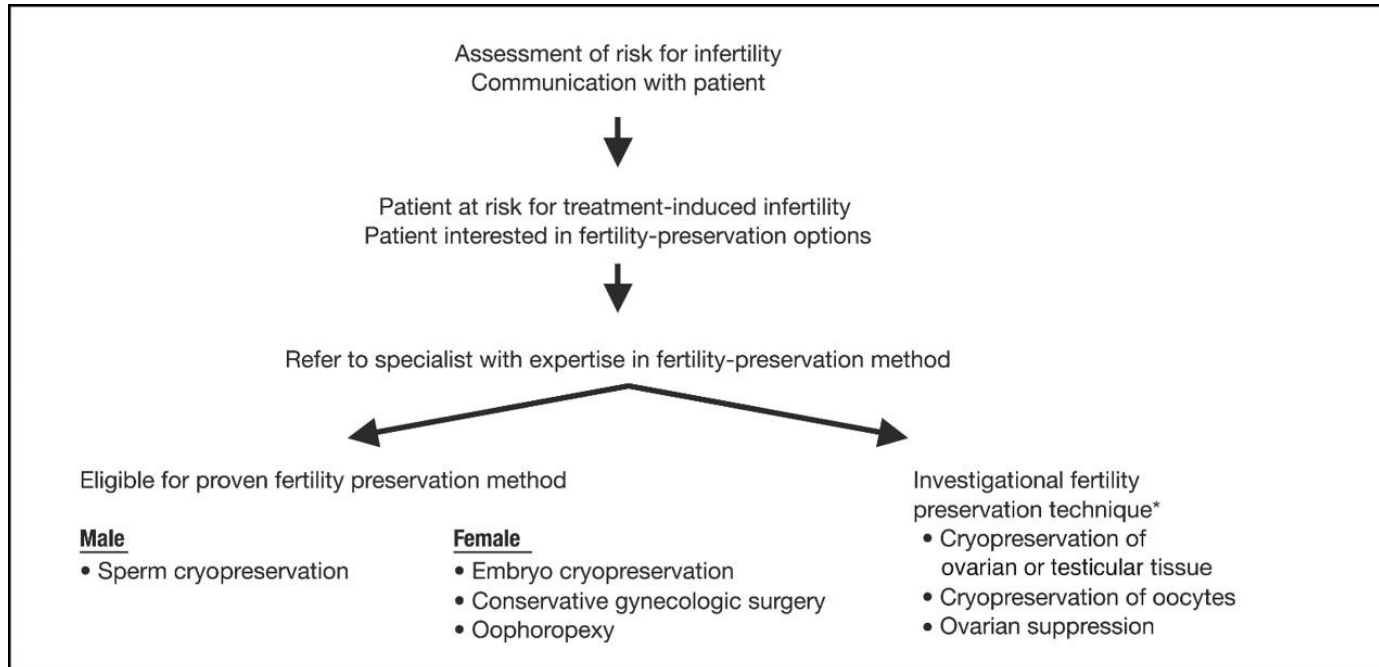 Assessment of risk for infertility
Communication with patient
Patient at risk for treatment-induced infertility
Patient interested in fertility-preservation options
Refer to specialist with expertise in fertility-preservation method
Eligible for proven fertility preservation method
Male
• Sperm cryopreservation
Female
• Embryo cryopreservation
• Conservative gynecologic surgery
• Oophoropexy
Investigational fertility
preservation technique*
• Cryopreservation of
ovarian or testicular tissue
• Cryopreservation of oocytes
• Ovarian suppression